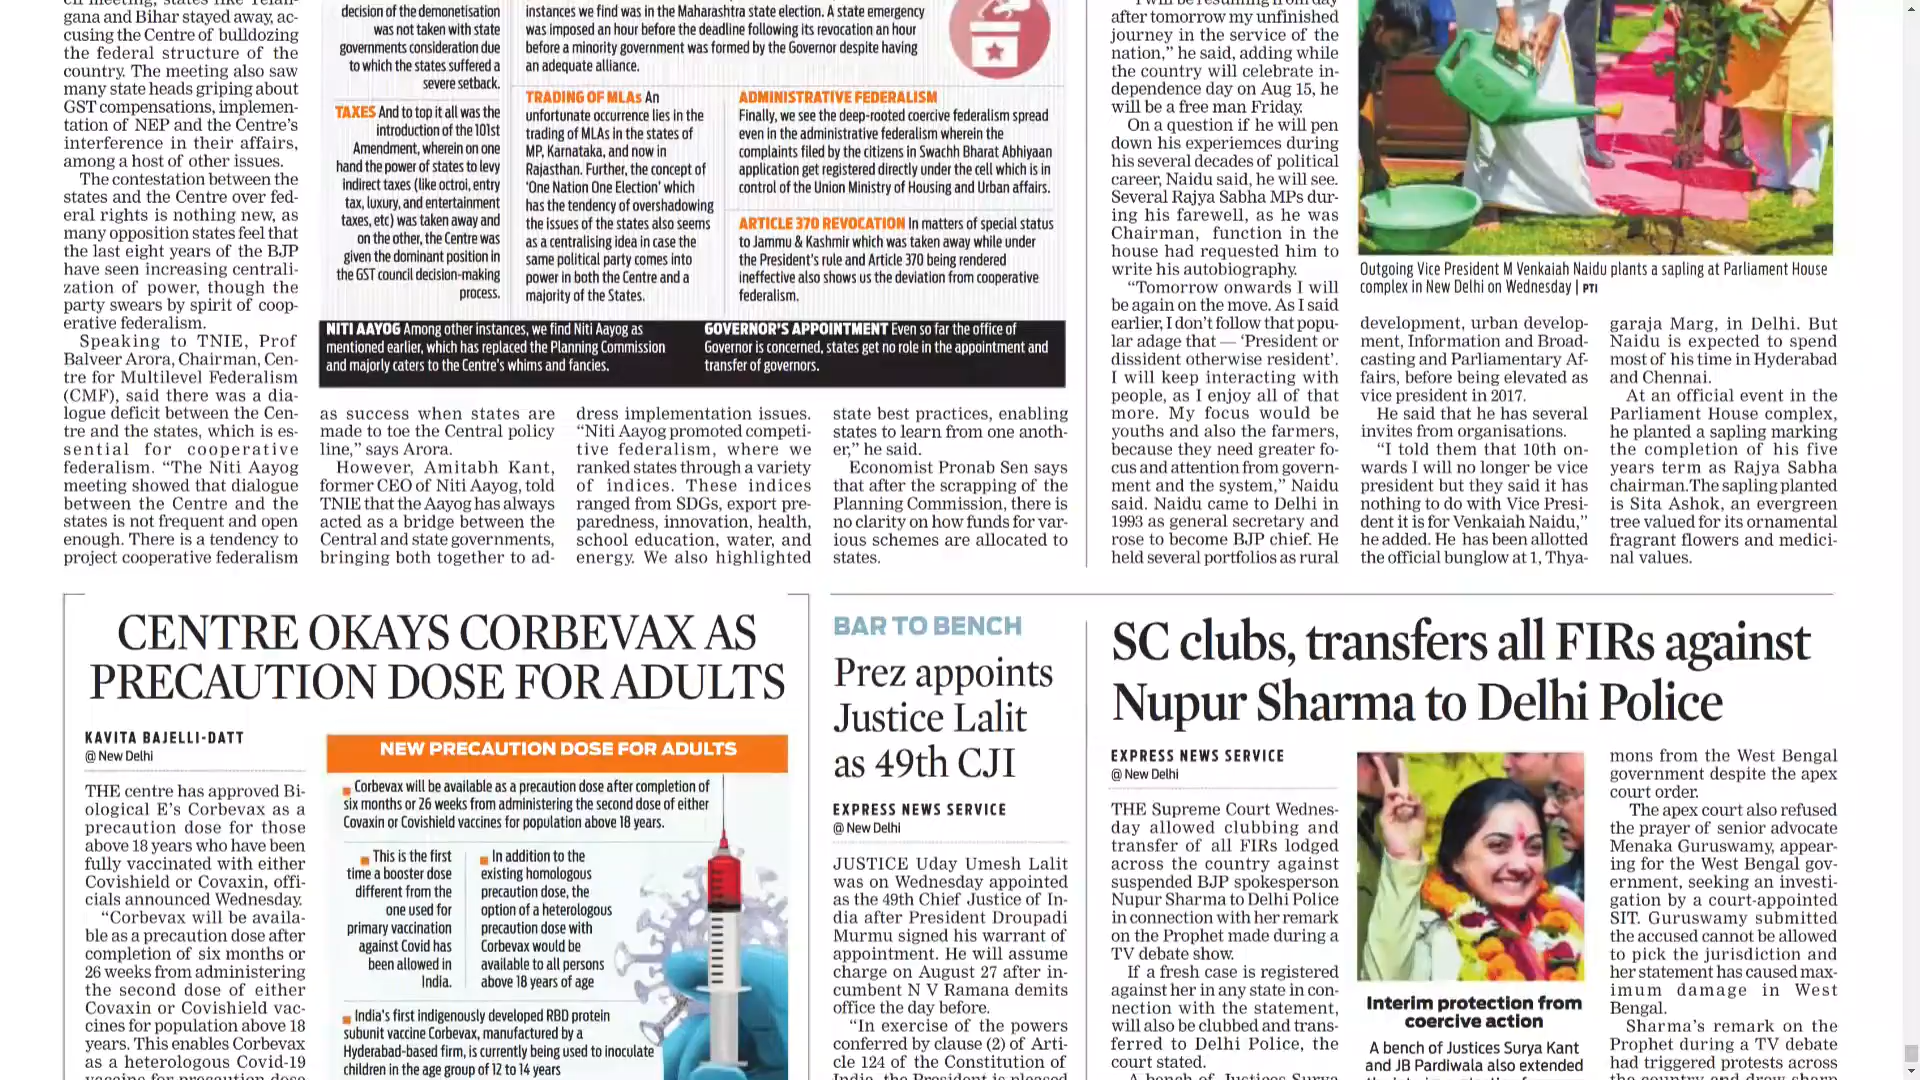 gana and Bihar stayed away, ac-
cusing the Centre of bulldozing
the federal structure of the
country. The meeting also saw
many state heads griping about
GST compensations, implemen-
tation of NEP and the Centre's
interference in their affairs,
among a host of other issues.
The contestation between the
states and the Centre over fed-
eral rights is nothing new, as
many opposition states feel that
the last eight years of the BJP
have seen increasing centrali-
zation of power, though the
party swears by spirit of coop-
erative federalism.
Speaking to TNIE, Prof
Balveer Arora, Chairman, Cen-
tre for Multilevel Federalism
(CMF), said there was a dia-
logue deficit between the Cen-
tre and the states, which is es-
sential for cooperative
federalism. "The Niti Aayog
meeting showed that dialogue
between the Centre and the
states is not frequent and open
enough. There is a tendency to
project cooperative federalism
decision of the demonetisation
was not taken with state
governments consideration due
to which the states suffered a
severe setback.
TAXES And to top it all was the
introduction of the 101st
Amendment, wherein on one
hand the power of states to levy
indirect taxes (like octroi, entry
tax, luxury, and entertainment
taxes, etc) was taken away and
on the other, the Centre was
given the dominant position in
the GST council decision-making
process.
instances we find was in the Maharashtra state election. A state emergency
was imposed an hour before the deadline following its revocation an hour
before a minority government was formed by the Governor despite having
an adequate alliance.
TRADING OF MLAs An
unfortunate occurrence lies in the
trading of MLAs in the states of
MP, Karnataka, and now in
Rajasthan. Further, the concept of
'One Nation One Election' which
has the tendency of overshadowing
the issues of the states also seems
as a centralising idea in case the
same political party comes into
power in both the Centre and a
majority of the States.
ADMINISTRATIVE FEDERALISM
Finally, we see the deep-rooted coercive federalism spread
even in the administrative federalism wherein the
complaints filed by the citizens in Swachh Bharat Abhiyaan
application get registered directly under the cell which is in
control of the Union Ministry of Housing and Urban affairs.
ARTICLE 370 REVOCATION In matters of special status
to Jammu & Kashmir which was taken away while under
the President's rule and Article 370 being rendered
ineffective also shows us the deviation from cooperative
federalism.
NITI AAYOG Among other instances, we find Niti Aayog as
mentioned earlier, which has replaced the Planning Commission
and majorly caters to the Centre's whims and fancies.
GOVERNOR'S APPOINTMENT Even so far the office of
Governor is concerned, states get no role in the appointment and
transfer of governors.
as success when states are
made to toe the Central policy
line," says Arora.
However, Amitabh Kant,
former CEO of Niti Aayog, told
TNIE that the Aayog has always
acted as a bridge between the
Central and state governments,
bringing both together to ad-
dress implementation issues.
"Niti Aayog promoted competi-
tive federalism, where we
ranked states through a variety
of indices. These indices
ranged from SDGs, export pre-
paredness, innovation, health,
school education, water, and
energy. We also highlighted
state best practices, enabling
states to learn from one anoth-
er," he said.
Economist Pronab Sen says
that after the scrapping of the
Planning Commission, there is
no clarity on how funds for var-
ious schemes are allocated to
states.
after tomorrow my unfinished
journey in the service of the
nation," he said, adding while
the country will celebrate in-
dependence day on Aug 15, he
will be a free man Friday.
On a question if he will pen
down his experiences during
his several decades of political
career, Naidu said, he will see.
Several Rajya Sabha MPs dur-
ing his farewell, as he was
Chairman, function in the
house had requested him to
write his autobiography.
"Tomorrow onwards I will
be again on the move. As I said
earlier, I don't follow that popu-
lar adage that — 'President or
dissident otherwise resident'.
I will keep interacting with
people, as I enjoy all of that
more. My focus would be
youths and also the farmers,
because they need greater fo-
cus and attention from govern-
ment and the system," Naidu
said. Naidu came to Delhi in
1993 as general secretary and
rose to become BJP chief. He
held several portfolios as rural
Outgoing Vice President M Venkaiah Naidu plants a sapling at Parliament House
complex in New Delhi on Wednesday | PTI
development, urban develop-
ment, Information and Broad-
casting and Parliamentary Af-
fairs, before being elevated as
vice president in 2017.
He said that he has several
invites from organisations.
"I told them that 10th on-
wards I will no longer be vice
president but they said it has
nothing to do with Vice Presi-
dent it is for Venkaiah Naidu,"
he added. He has been allotted
the official bunglow at 1, Thya-
garaja Marg, in Delhi. But
Naidu is expected to spend
most of his time in Hyderabad
and Chennai.
At an official event in the
Parliament House complex,
he planted a sapling marking
the completion of his five
years term as Rajya Sabha
chairman.The sapling planted
is Sita Ashok, an evergreen
tree valued for its ornamental
fragrant flowers and medici-
nal values.
CENTRE OKAYS CORBEVAX AS
PRECAUTION DOSE FOR ADULTS
KAVITA BAJELLI-DATT
@ New Delhi
THE centre has approved Bi-
ological E's Corbevax as a
precaution dose for those
above 18 years who have been
fully vaccinated with either
Covishield or Covaxin, offi-
cials announced Wednesday.
"Corbevax will be availa-
ble as a precaution dose after
completion of six months or
26 weeks from administering
the second dose of either
Covaxin or Covishield vac-
cines for population above 18
years. This enables Corbevax
as a heterologous Covid-19
NEW PRECAUTION DOSE FOR ADULTS
Corbevax will be available as a precaution dose after completion of
six months or 26 weeks from administering the second dose of either
Covaxin or Covishield vaccines for population above 18 years.
This is the first
time a booster dose
different from the
one used for
primary vaccination
against Covid has
been allowed in
India.
In addition to the
existing homologous
precaution dose, the
option of a heterologous
precaution dose with
Corbevax would be
available to all persons
above 18 years of age
India's first indigenously developed RBD protein
subunit vaccine Corbevax, manufactured by a
Hyderabad-based firm, is currently being used to inoculate
children in the age group of 12 to 14 years
BAR TO BENCH
Prez appoints
Justice Lalit
as 49th CJI
EXPRESS NEWS SERVICE
@ New Delhi
JUSTICE Uday Umesh Lalit
was on Wednesday appointed
as the 49th Chief Justice of In-
dia after President Droupadi
Murmu signed his warrant of
appointment. He will assume
charge on August 27 after in-
cumbent N V Ramana demits
office the day before.
"In exercise of the powers
conferred by clause (2) of Arti-
cle 124 of the Constitution of
India, the President is pleased
SC clubs, transfers all FIRs against
Nupur Sharma to Delhi Police
EXPRESS NEWS SERVICE
@ New Delhi
THE Supreme Court Wednes-
day allowed clubbing and
transfer of all FIRs lodged
across the country against
suspended BJP spokesperson
Nupur Sharma to Delhi Police
in connection with her remark
on the Prophet made during a
TV debate show.
If a fresh case is registered
against her in any state in con-
nection with the statement,
will also be clubbed and trans-
ferred to Delhi Police, the
court stated.
A bench of Justices Surya
Interim protection from
coercive action
A bench of Justices Surya Kant
and JB Pardiwala also extended
mons from the West Bengal
government despite the apex
court order.
The apex court also refused
the prayer of senior advocate
Menaka Guruswamy, appear-
ing for the West Bengal gov-
ernment, seeking an investi-
gation by a court-appointed
SIT. Guruswamy submitted
the accused cannot be allowed
to pick the jurisdiction and
her statement has caused max-
imum damage in West
Bengal.
Sharma's remark on the
Prophet during a TV debate
had triggered protests across